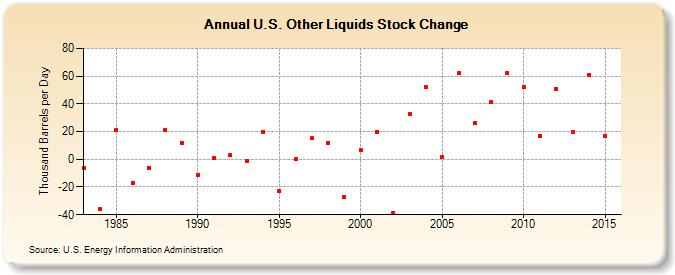 Annual U.S. Other Liquids Stock Change
Thousand Barrels per Day
80
60
40
20
0
-20
-40
1985 1990 1995 2000 2005 2010 2015
Source: U.S. Energy Information Administration